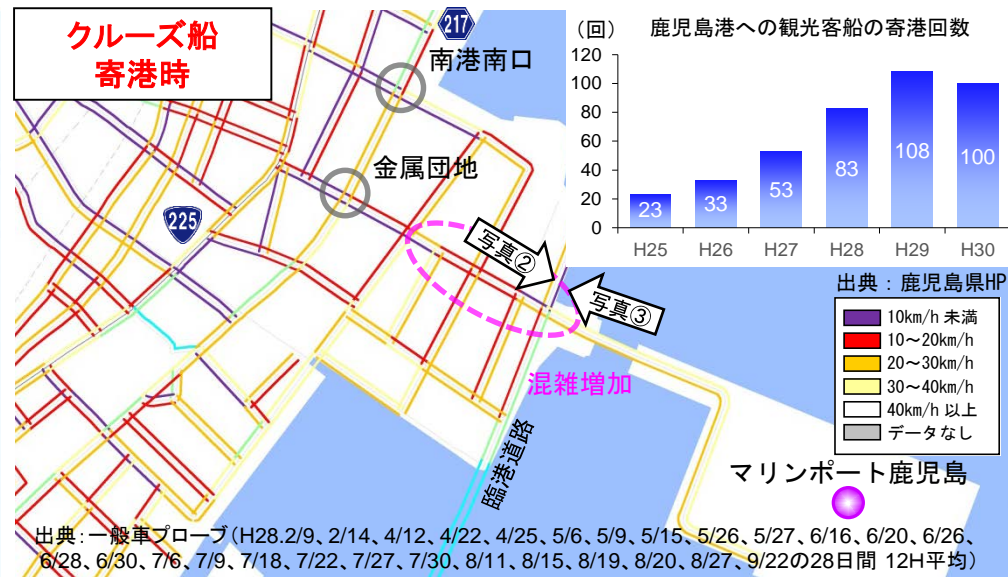 クルーズ船
寄港時
217
南港南口
金属団地
225
写真②
写真③
混雑増加
臨港道路
マリンポート鹿児島
(回)
鹿児島港への観光客船の寄港回数
120
100
80
60
40
20
0
23
33
53
83
108
100
H25
H26
H27
H28
H29
H30
出典：鹿児島県HP
10km/h 未満
10～20km/h
20～30km/h
30～40km/h
40km/h 以上
データなし
出典：一般車プローブ(H28.2/9、2/14、4/12、4/22、4/25、5/6、5/9、5/15、5/26、5/27、6/16、6/20、6/26、
6/28、6/30、7/6、7/9、7/18、7/22、7/27、7/30、8/11、8/15、8/19、8/20、8/27、9/22の28日間 12H平均)